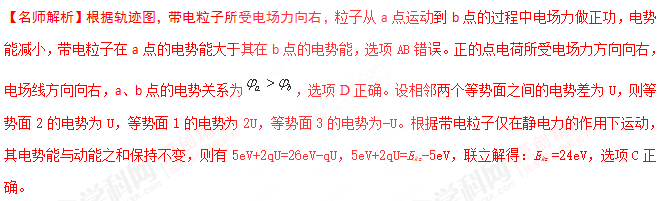 【名师解析】根据轨迹图，带电粒子所受电场力向右，粒子从 a 点运动到 b 点的过程中电场力做正功，电势
能减小，带电粒子在 a 点的电势能大于其在 b 点的电势能，选项 AB 错误。正的点电荷所受电场力方向向右，
电场线方向向右，a、b 点的电势关系为 φa > φb ，选项 D 正确。设相邻两个等势面之间的电势差为 U，则等
势面 2 的电势为 U，等势面 1 的电势为 2U，等势面 3 的电势为-U。根据带电粒子仅在静电力的作用下运动，
其电势能与动能之和保持不变，则有 5eV+2qU=26eV-qU，5eV+2qU=Ek2-5eV，联立解得：Ek2 =24eV，选项 C 正
确。